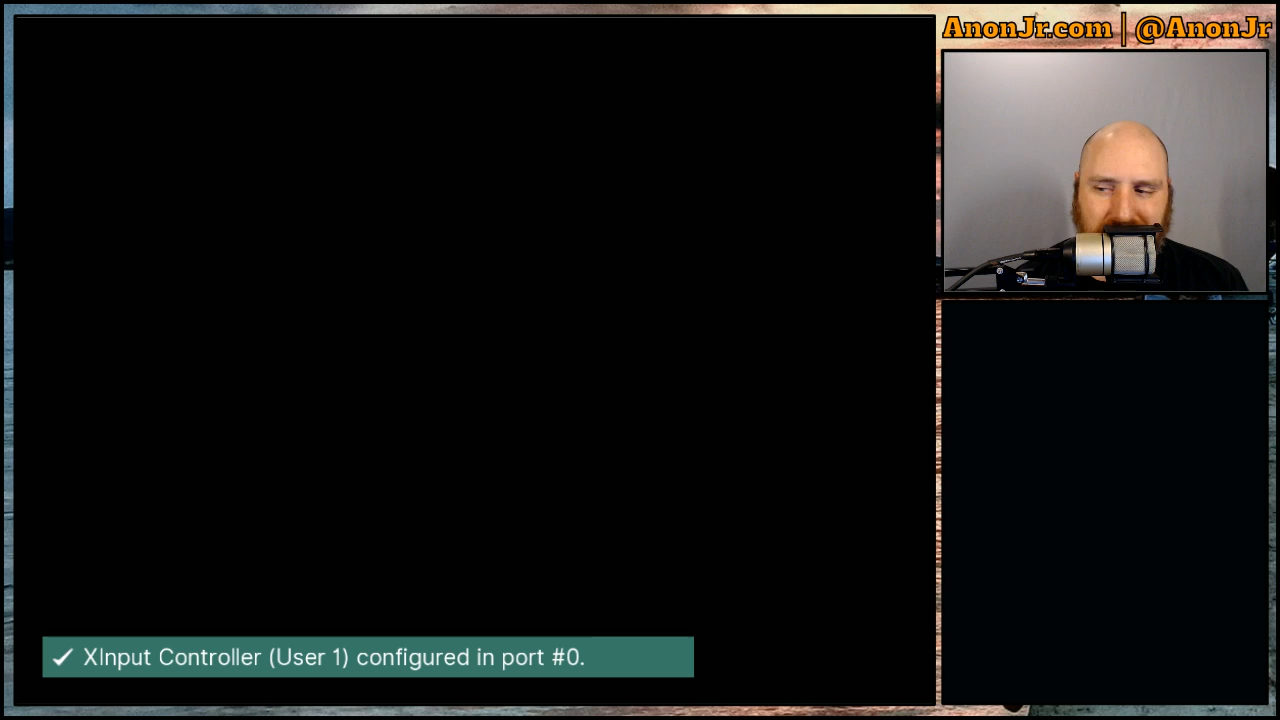 AnonJr.com | @AnonJr
XInput Controller (User 1) configured in port #0.